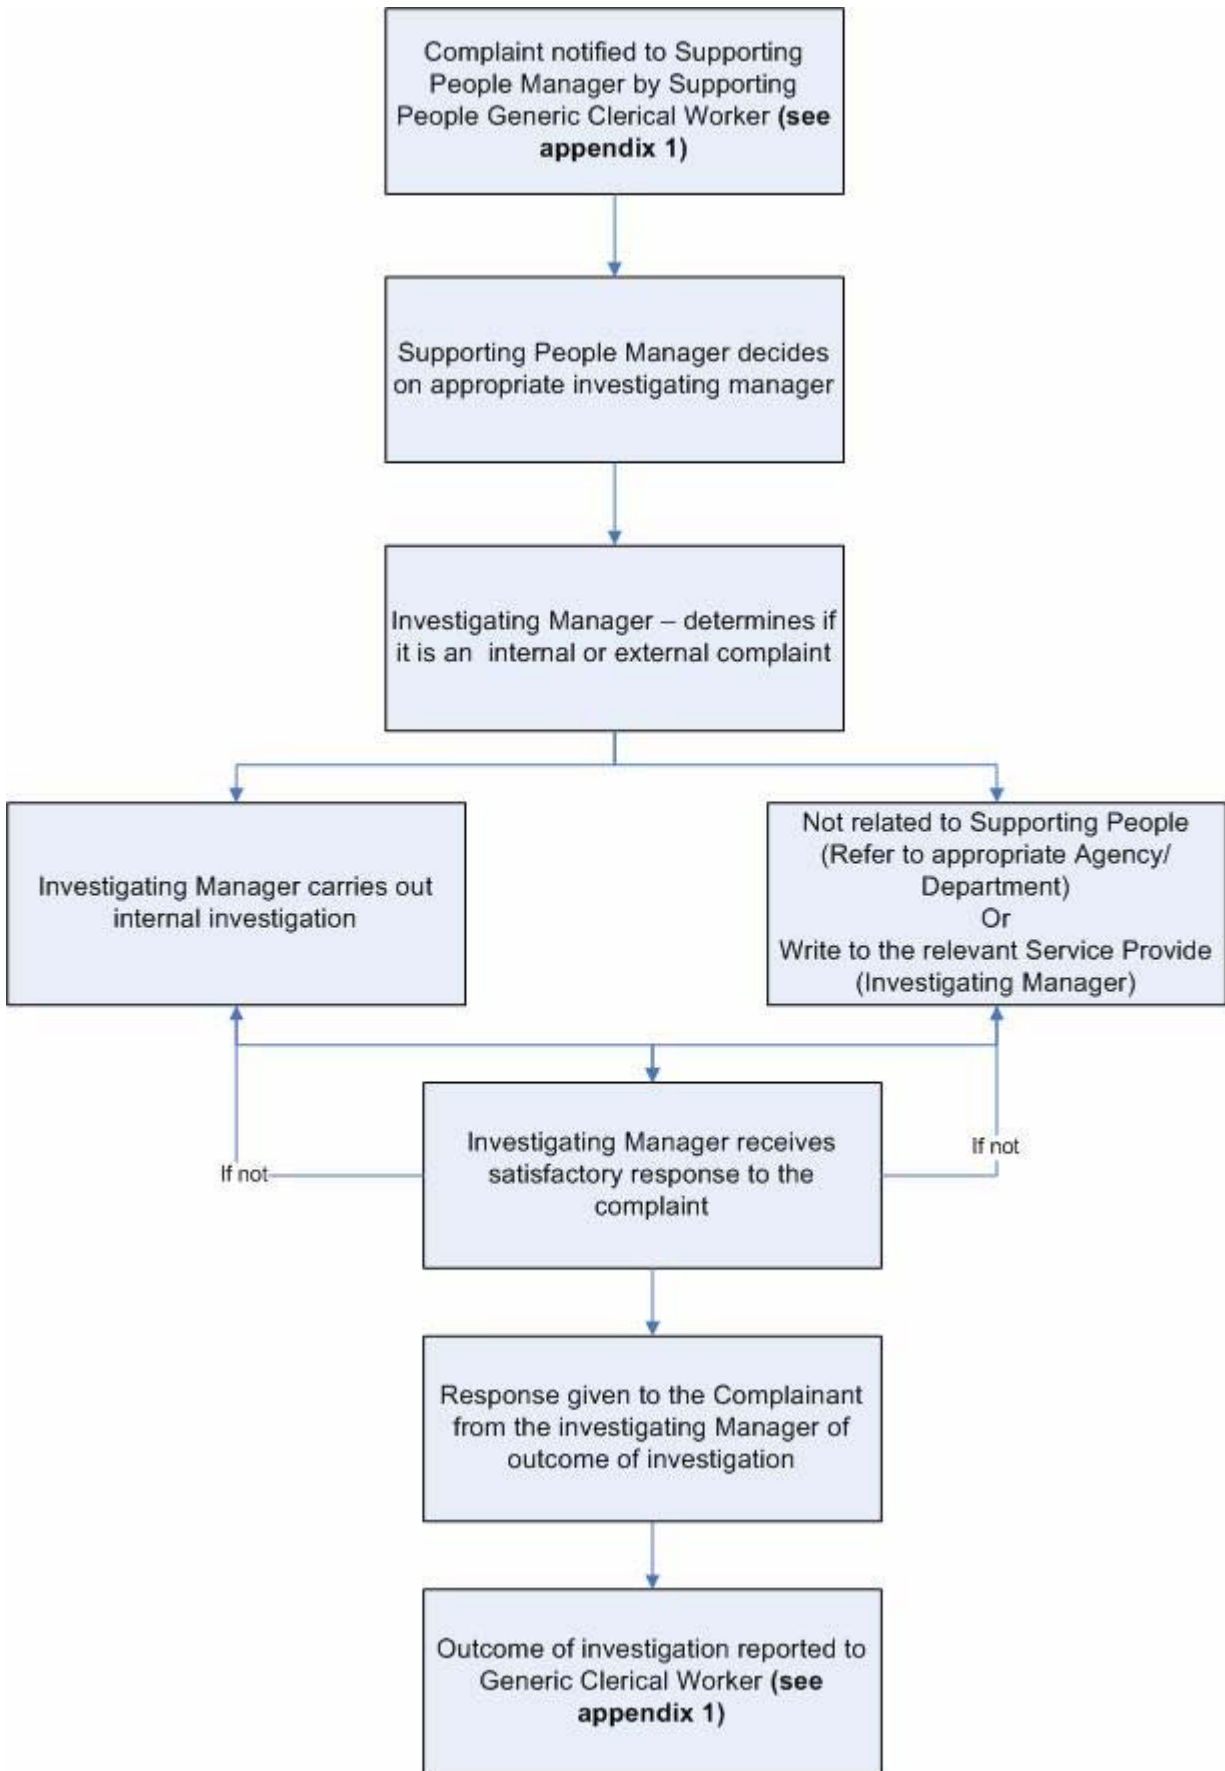 Complaint notified to Supporting
People Manager by Supporting
People Generic Clerical Worker (see
appendix 1)
Supporting People Manager decides
on appropriate investigating manager
Investigating Manager – determines if
it is an internal or external complaint
Investigating Manager carries out
internal investigation
Not related to Supporting People
(Refer to appropriate Agency/
Department)
Or
Write to the relevant Service Provide
(Investigating Manager)
Investigating Manager receives
satisfactory response to the
complaint
If not
If not
Response given to the Complainant
from the investigating Manager of
outcome of investigation
Outcome of investigation reported to
Generic Clerical Worker (see
appendix 1)